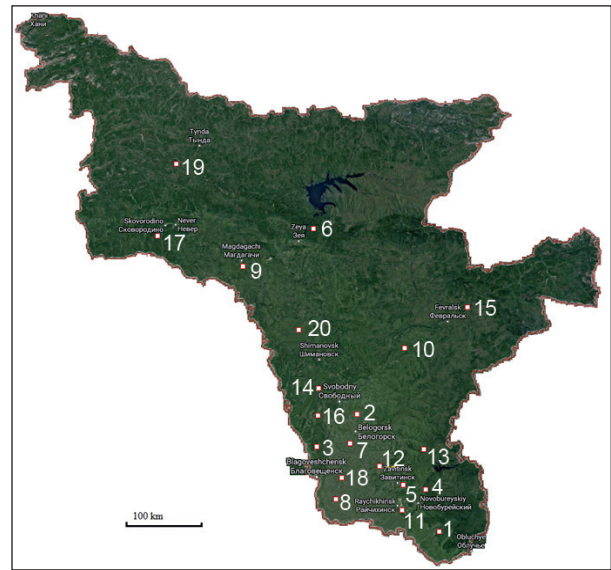 Khani
Хани
Tynda
Тында
19
Skovorodino
Сковородино
Never
Невер
17
Zeya
Зея
6
Magdagachi
Магдагачи
9
Fevralsk
Февральск
15
20
Shimanovsk
Шимановск
10
14
Svobodny
Свободный
16
2
Belogorsk
Белогорск
3
7
13
12
Blagoveshchensk
Благовещенск
Zavitinsk
Завитинск
18
5
4
8
Novobureyskiy
Новобурейский
Raychikhinsk
Райчихинск
11
1
Obluchye
Облучье
100 km